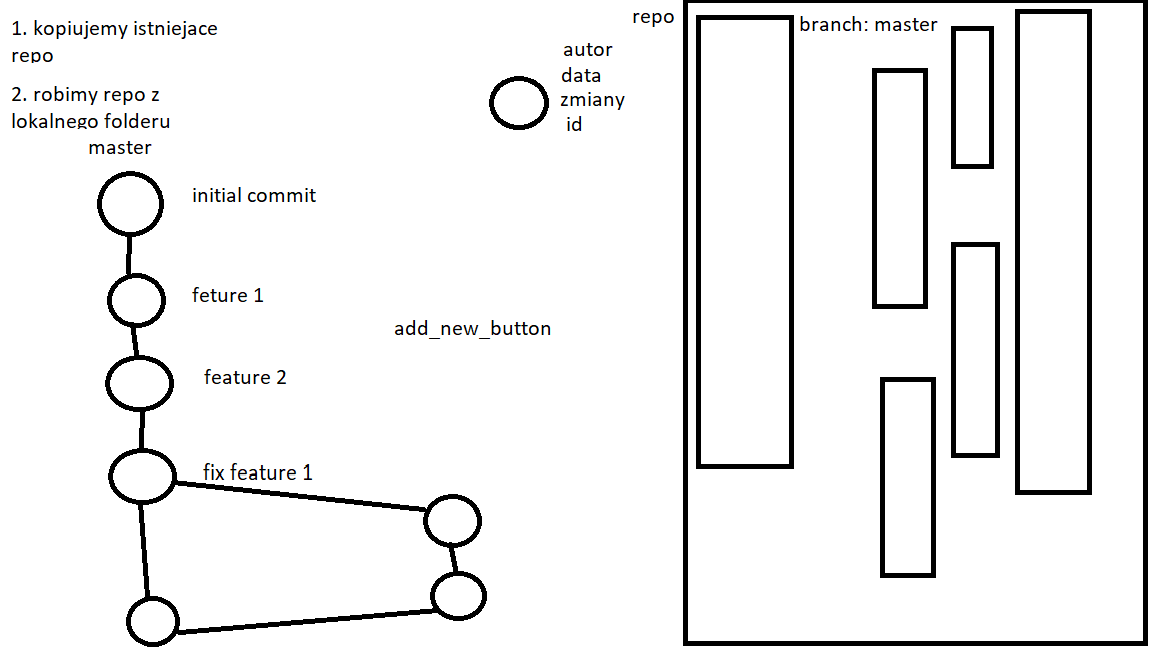 1. kopiujemy istniejace
repo
2. robimy repo z
lokalnego folderu
master
initial commit
feture 1
feature 2
fix feature 1
add_new_button
autor
data
zmiany
id
repo
branch: master